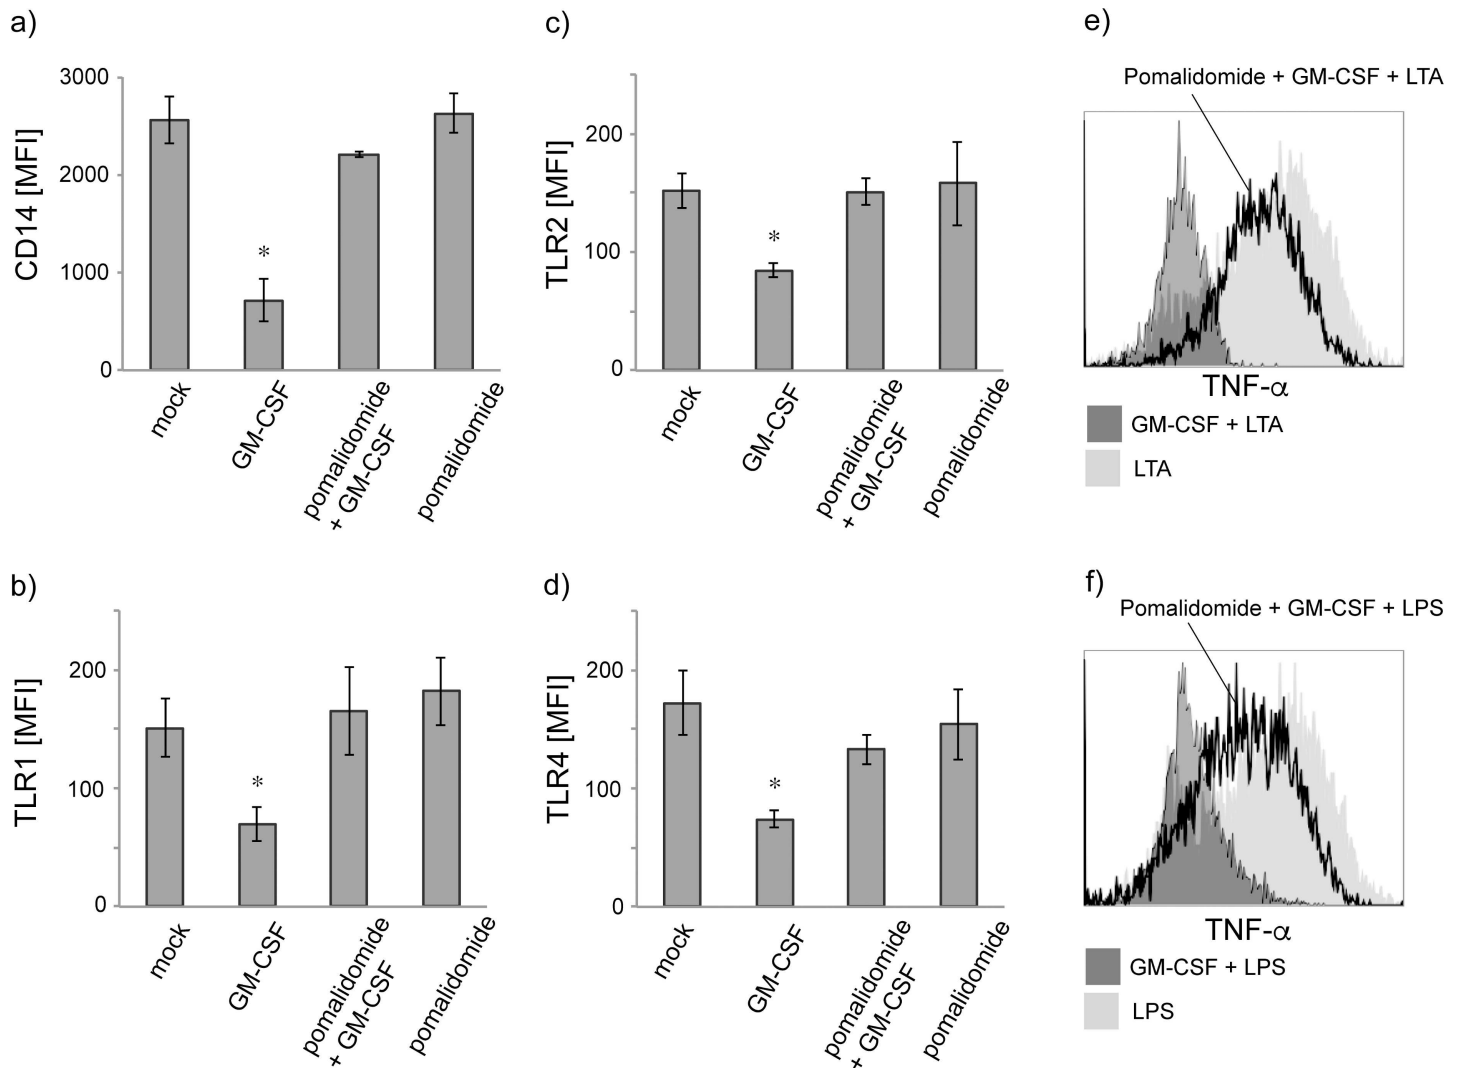 a)
CD14 [MFI]
3000
2000
1000
0
mock
GM-CSF
pomalidomide
+ GM-CSF
pomalidomide
c)
TLR2 [MFI]
200
100
0
*
mock
GM-CSF
pomalidomide
+ GM-CSF
pomalidomide
e)
Pomalidomide + GM-CSF + LTA
TNF-α
GM-CSF + LTA
LTA
b)
TLR1 [MFI]
200
100
0
*
mock
GM-CSF
pomalidomide
+ GM-CSF
pomalidomide
d)
TLR4 [MFI]
200
100
0
*
mock
GM-CSF
pomalidomide
+ GM-CSF
pomalidomide
f)
Pomalidomide + GM-CSF + LPS
TNF-α
GM-CSF + LPS
LPS